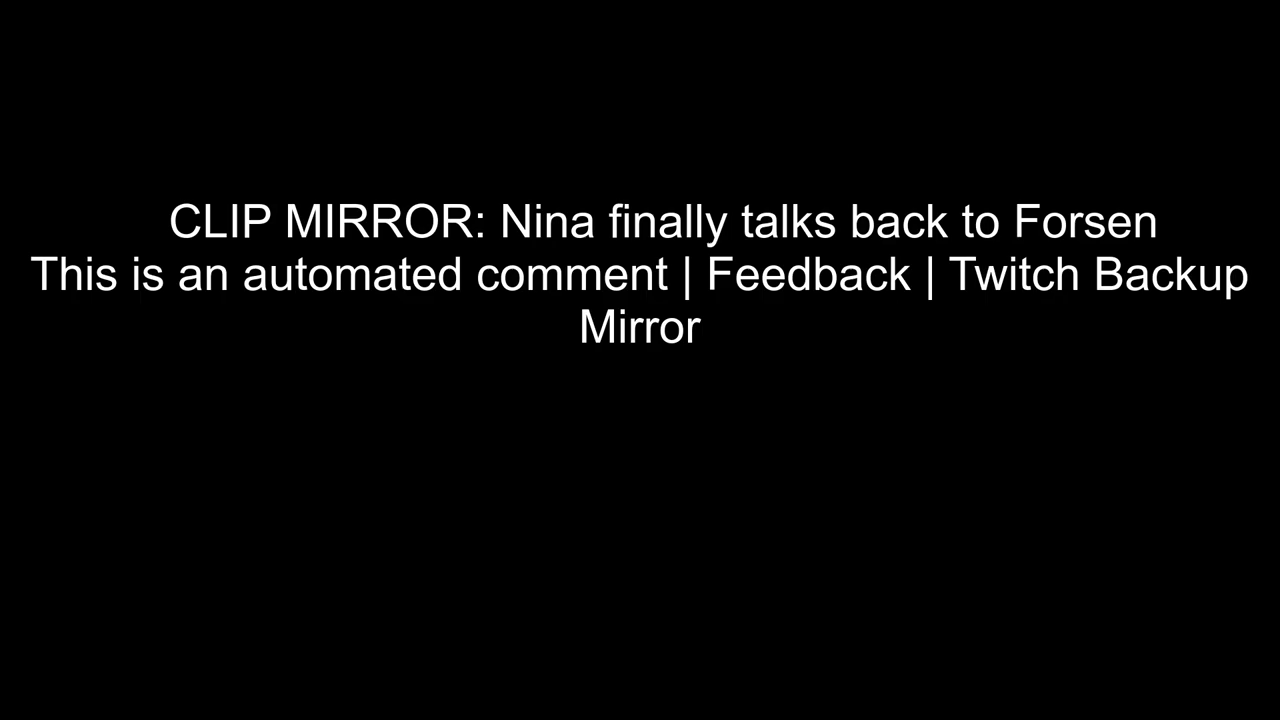 CLIP MIRROR: Nina finally talks back to Forsen
This is an automated comment | Feedback | Twitch Backup
Mirror